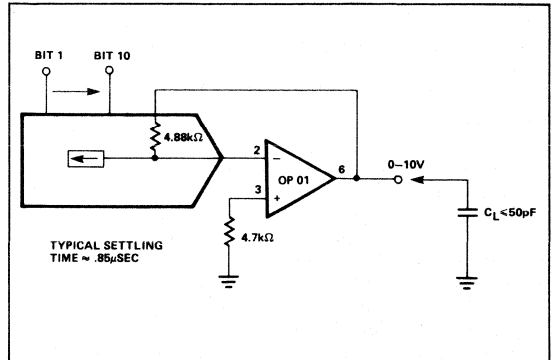 BIT 1 BIT 10
4.88kΩ
2
−
6
0–10V
OP 01
3
+
C_L≤50pF
4.7kΩ
TYPICAL SETTLING
TIME ≈ .85μSEC